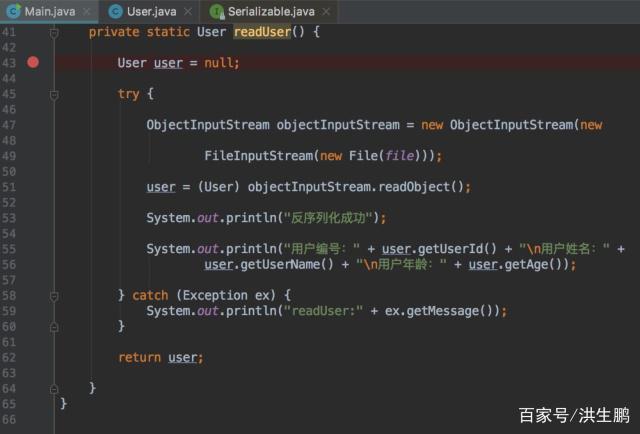 Main.java × User.java × Serializable.java ×
41 private static User readUser() {
42
43 User user = null;
44
45 try {
46
47 ObjectInputStream objectInputStream = new ObjectInputStream(new
48
49 FileInputStream(new File(file)));
50
51 user = (User) objectInputStream.readObject();
52
53 System.out.println("反序列化成功");
54
55 System.out.println("用户编号：" + user.getUserId() + "\n用户姓名：" +
56 user.getUserName() + "\n用户年龄：" + user.getAge());
57
58 } catch (Exception ex) {
59 System.out.println("readUser:" + ex.getMessage());
60 }
61
62 return user;
63
64 }
65 }
66
百家号/洪生鹏